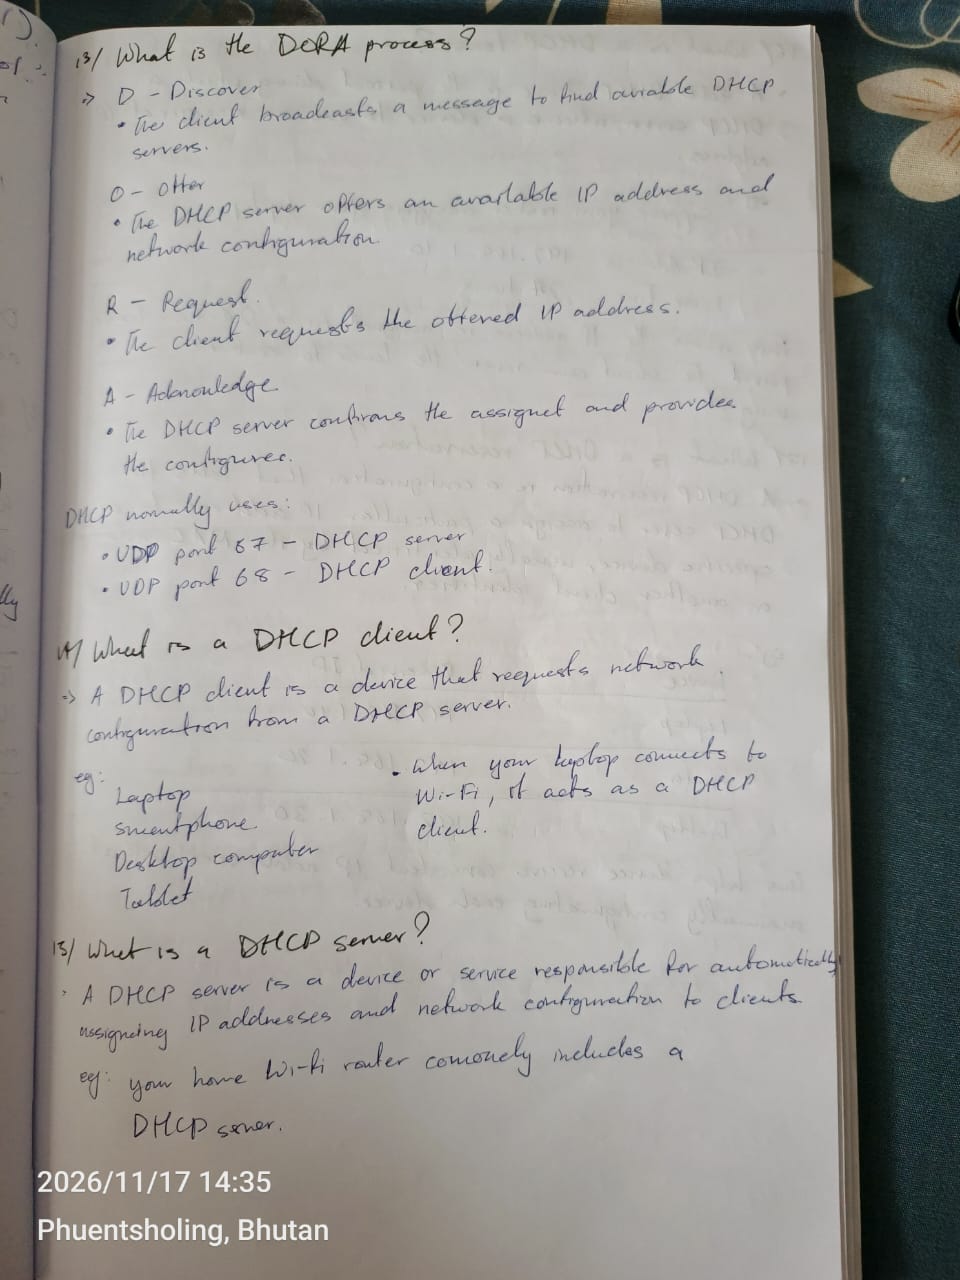 13/ What is the DORA process?
=> D - Discover
• The client broadcasts a message to find avriable DHCP
servers.
O - Offer
• The DHCP server offers an available IP address and
network configuration.
R - Request.
• The client requests the offered IP address.
A - Acknowledge
• The DHCP server confirms the assignet and provides
the configures.
DHCP normally uses:
• UDP port 67 - DHCP server
• UDP port 68 - DHCP client.
14/ What is a DHCP client?
=> A DHCP client is a device that requests network
configuration from a DHCP server.
eg:
Laptop
smartphone
Desktop computer
Tablet
• When your laptop connects to
Wi-Fi, it acts as a DHCP
client.
15/ What is a DHCP server?
• A DHCP server is a device or service responsible for automatically
assigneing IP addresses and network configuration to clients
eg: your home Wi-fi router comonely includes a
DHCP server.
2026/11/17 14:35
Phuentsholing, Bhutan